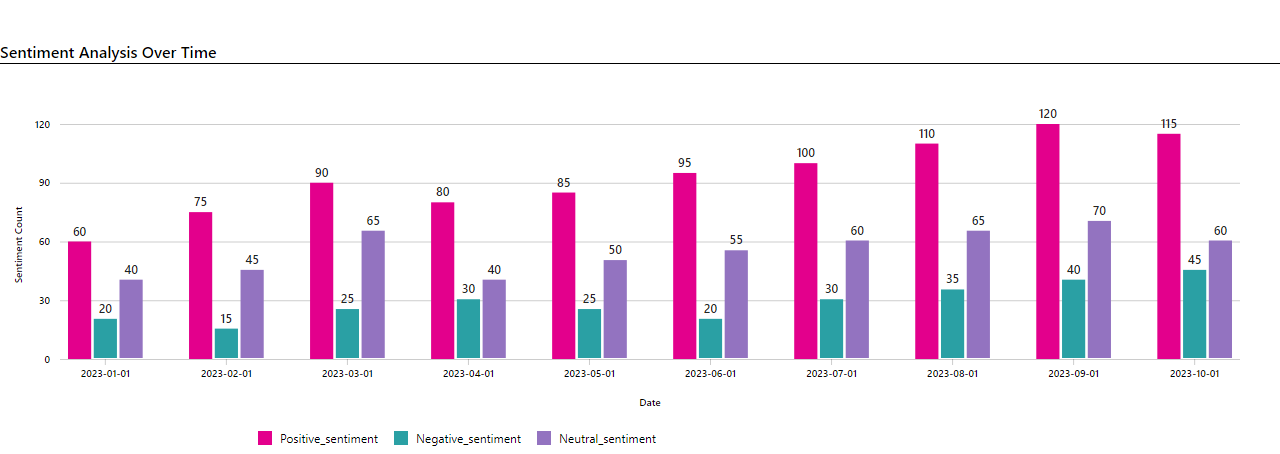 Sentiment Analysis Over Time
120
90
60
30
0
Sentiment Count
60 20 40
75 15 45
90 25 65
80 30 40
85 25 50
95 20 55
100 30 60
110 35 65
120 40 70
115 45 60
2023-01-01 2023-02-01 2023-03-01 2023-04-01 2023-05-01 2023-06-01 2023-07-01 2023-08-01 2023-09-01 2023-10-01
Date
Positive_sentiment Negative_sentiment Neutral_sentiment